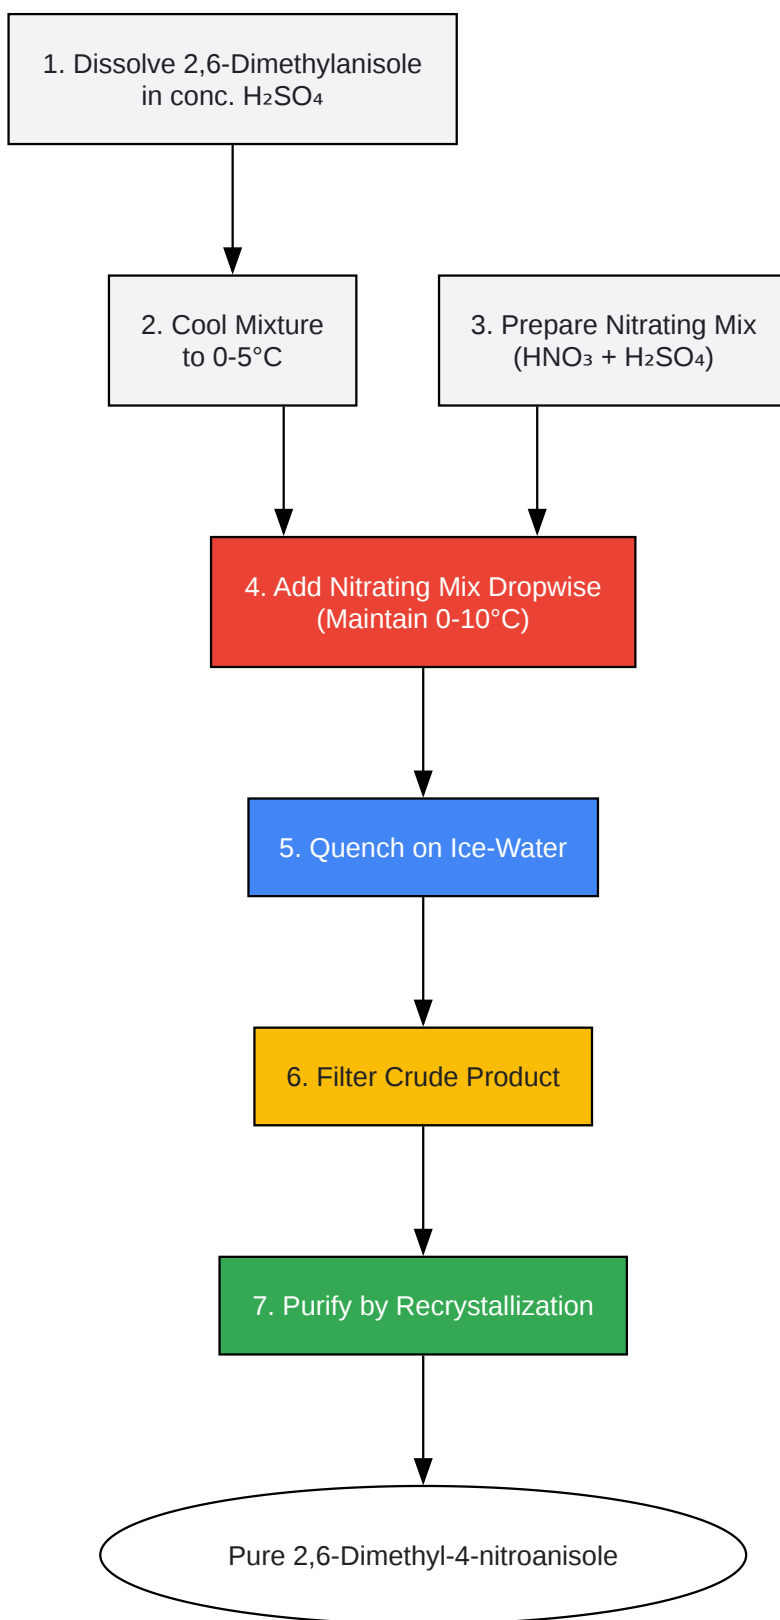 1. Dissolve 2,6-Dimethylanisole
in conc. H₂SO₄
2. Cool Mixture
to 0-5°C
3. Prepare Nitrating Mix
(HNO₃ + H₂SO₄)
4. Add Nitrating Mix Dropwise
(Maintain 0-10°C)
5. Quench on Ice-Water
6. Filter Crude Product
7. Purify by Recrystallization
Pure 2,6-Dimethyl-4-nitroanisole